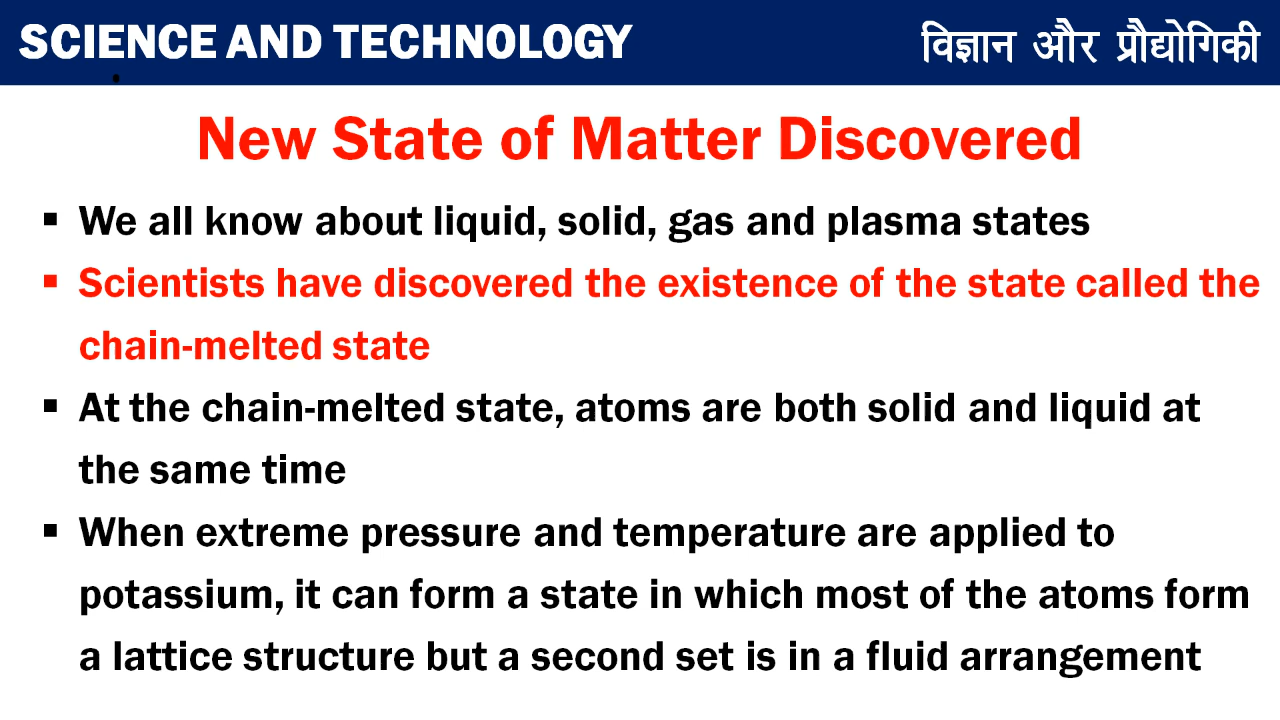 SCIENCE AND TECHNOLOGY
विज्ञान और प्रौद्योगिकी
New State of Matter Discovered
▪ We all know about liquid, solid, gas and plasma states
▪ Scientists have discovered the existence of the state called the
chain-melted state
▪ At the chain-melted state, atoms are both solid and liquid at
the same time
▪ When extreme pressure and temperature are applied to
potassium, it can form a state in which most of the atoms form
a lattice structure but a second set is in a fluid arrangement